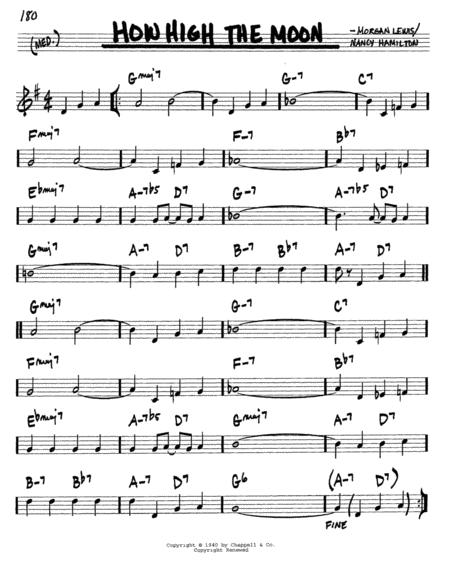 180
(MED.)
HOW HIGH THE MOON
- MORGAN LEWIS/
NANCY HAMILTON
Gmaj7 G-7 C7
Fmaj7 F-7 Bb7
Ebmaj7 A-7b5 D7 G-7 A-7b5 D7
Gmaj7 A-7 D7 B-7 Bb7 A-7 D7
Gmaj7 G-7 C7
Fmaj7 F-7 Bb7
Ebmaj7 A-7b5 D7 Gmaj7 A-7 D7
B-7 Bb7 A-7 D7 G6 (A-7 D7)
FINE
Copyright © 1940 by Chappell & Co.
Copyright Renewed